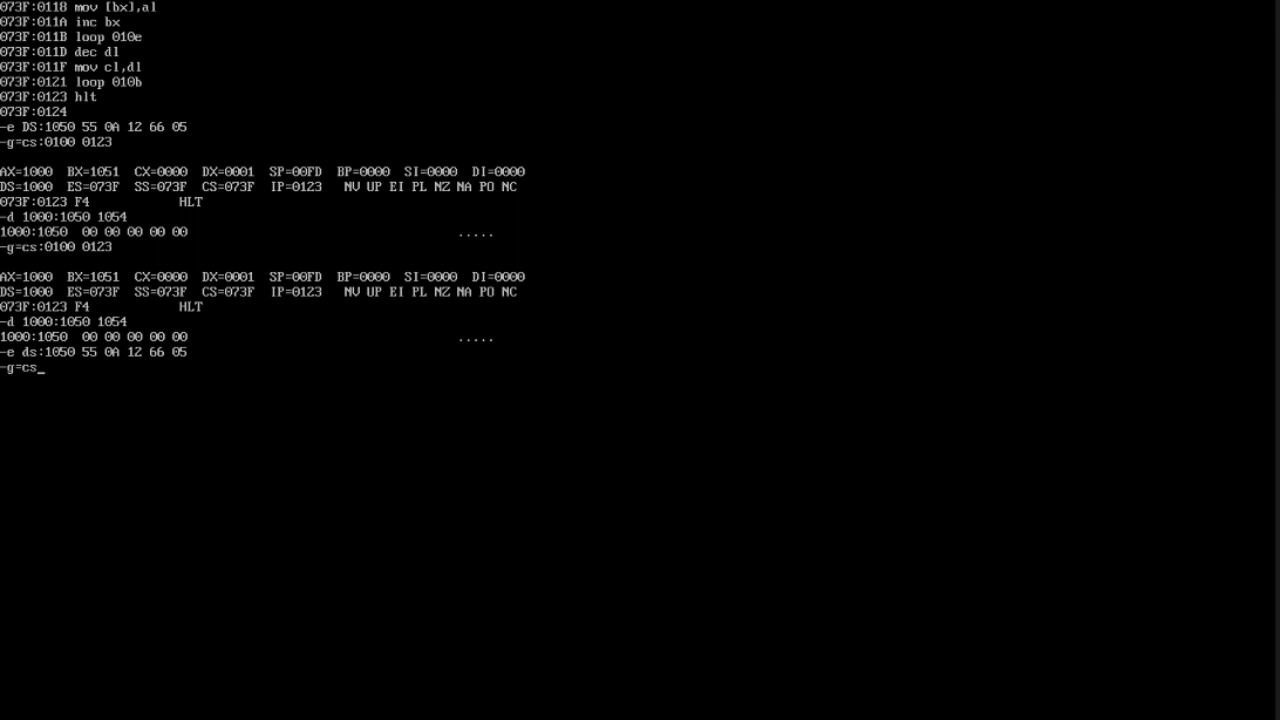 073F:0118 mov [bx],al
073F:011A inc bx
073F:011B loop 010e
073F:011D dec dl
073F:011F mov cl,dl
073F:0121 loop 010b
073F:0123 hlt
073F:0124
-e DS:1050 55 0A 12 66 05
-g=cs:0100 0123
AX=1000 BX=1051 CX=0000 DX=0001 SP=00FD BP=0000 SI=0000 DI=0000
DS=1000 ES=073F SS=073F CS=073F IP=0123 NV UP EI PL NZ NA PO NC
073F:0123 F4 HLT
-d 1000:1050 1054
1000:1050 00 00 00 00 00 .....
-g=cs:0100 0123
AX=1000 BX=1051 CX=0000 DX=0001 SP=00FD BP=0000 SI=0000 DI=0000
DS=1000 ES=073F SS=073F CS=073F IP=0123 NV UP EI PL NZ NA PO NC
073F:0123 F4 HLT
-d 1000:1050 1054
1000:1050 00 00 00 00 00 .....
-e ds:1050 55 0A 12 66 05
-g=cs_